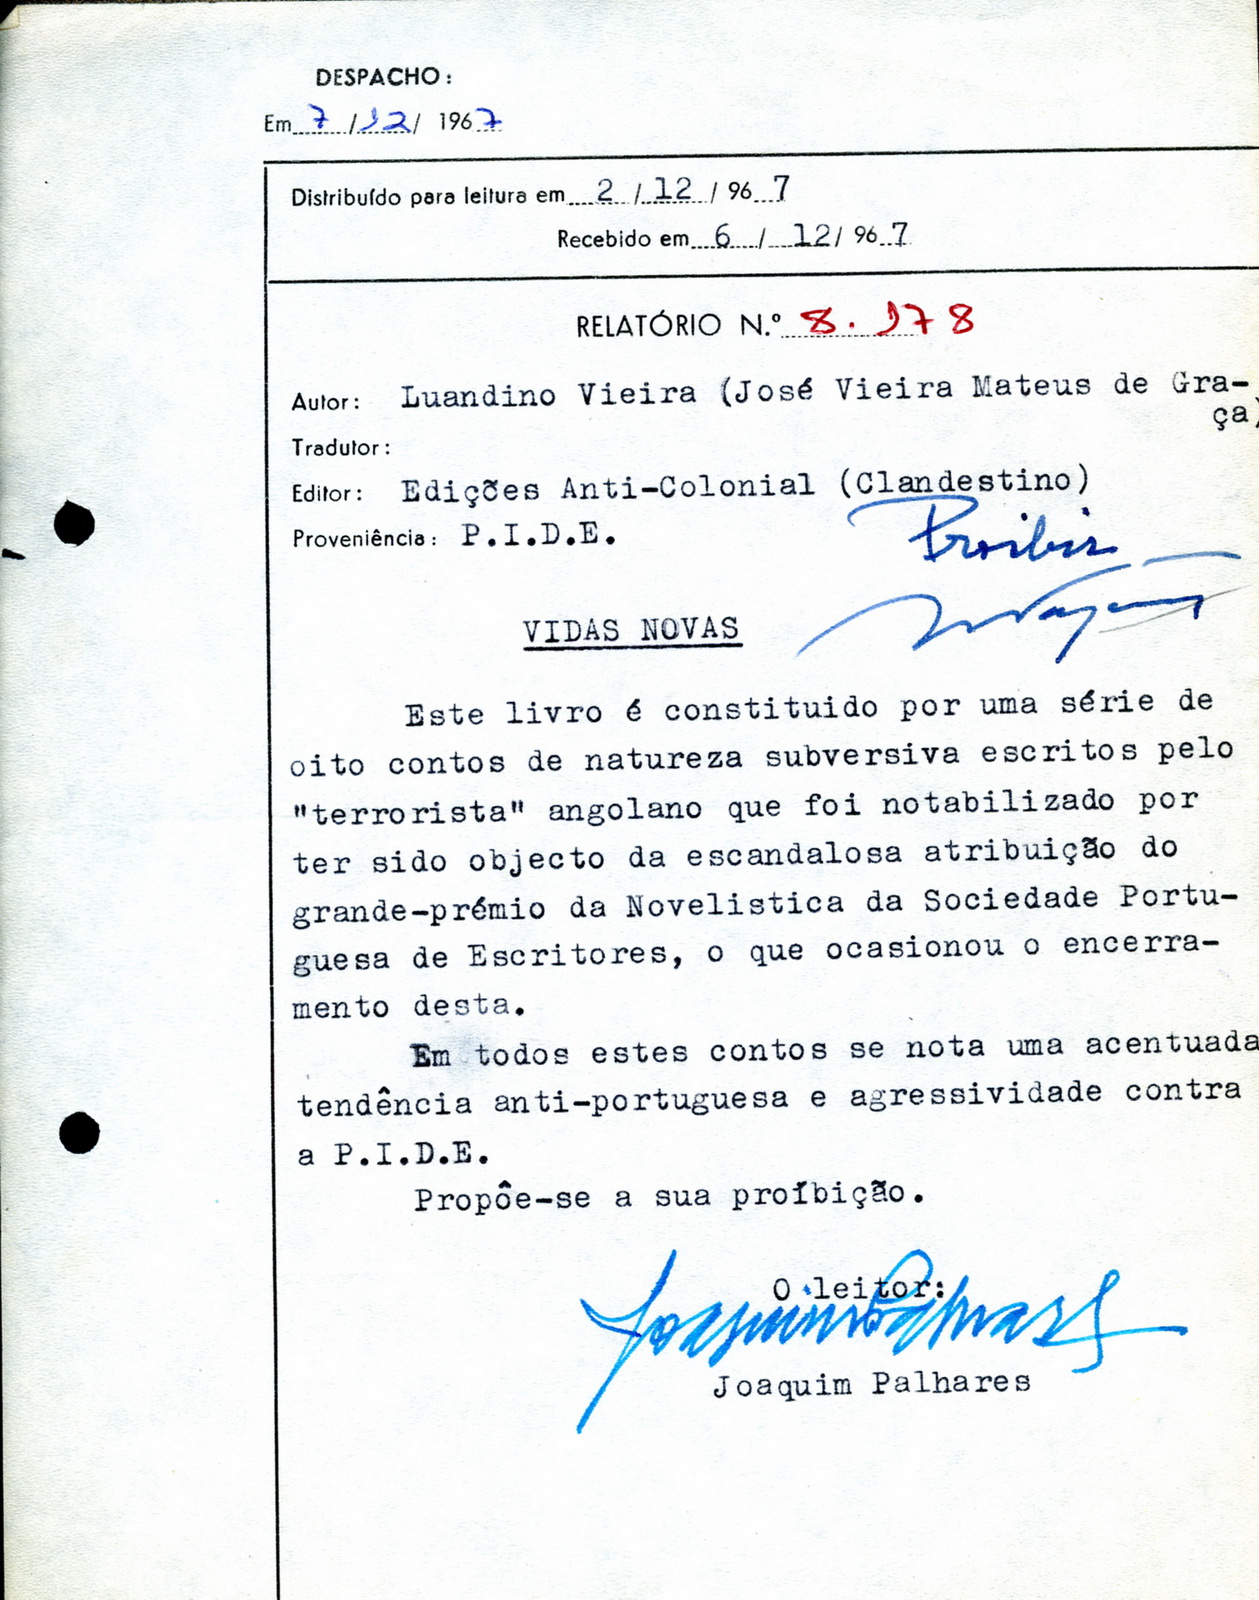 DESPACHO:
Em 7/12/1967
Distribuído para leitura em 2/12/967
Recebido em 6/12/967
RELATÓRIO N.º 8.178
Autor: Luandino Vieira (José Vieira Mateus de Gra-
ça)
Tradutor:
Editor: Edições Anti-Colonial (Clandestino)
Proibir
Proveniência: P.I.D.E.
VIDAS NOVAS
Este livro é constituido por uma série de
oito contos de natureza subversiva escritos pelo
"terrorista" angolano que foi notabilizado por
ter sido objecto da escandalosa atribuição do
grande-prémio da Novelistica da Sociedade Portu-
guesa de Escritores, o que ocasionou o encerra-
mento desta.
Em todos estes contos se nota uma acentuada
tendência anti-portuguesa e agressividade contra
a P.I.D.E.
Propõe-se a sua proíbição.
O leitor:
Joaquim Palhares
Joaquim Palhares